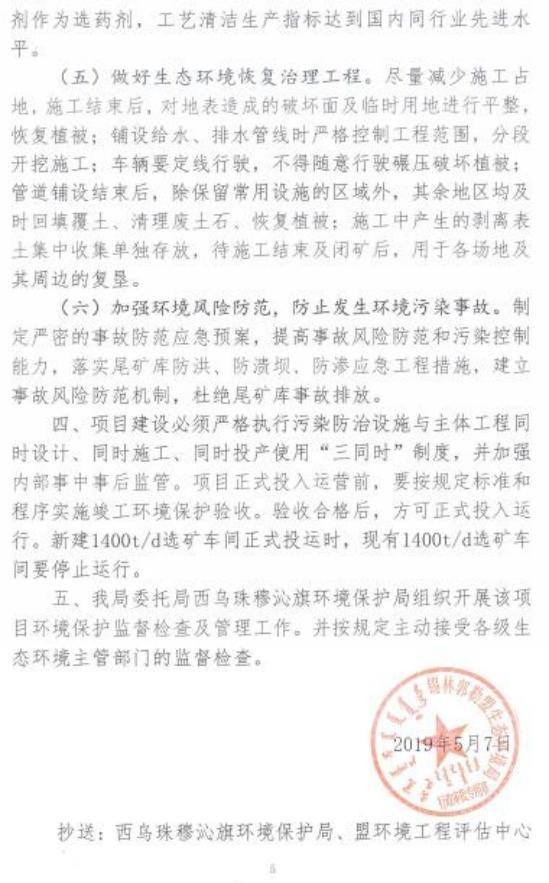 剂作为选药剂，工艺清洁生产指标达到国内同行业先进水
平。
（五）做好生态环境恢复治理工程。尽量减少施工占
地，施工结束后，对地表造成的破坏面及临时用地进行平整，
恢复植被；铺设给水、排水管线时严格控制工程范围，分段
开挖施工；车辆要定线行驶，不得随意行驶碾压破坏植被；
管道铺设结束后，除保留常用设施的区域外，其余地区均及
时回填覆土、清理废土石、恢复植被；施工中产生的剥离表
土集中收集单独存放，待施工结束及闭矿后，用于各场地及
其周边的复垦。
（六）加强环境风险防范，防止发生环境污染事故。制
定严密的事故防范应急预案，提高事故风险防范和污染控制
能力，落实尾矿库防洪、防溃坝、防渗应急工程措施，建立
事故风险防范机制，杜绝尾矿库事故排放。
四、项目建设必须严格执行污染防治设施与主体工程同
时设计、同时施工、同时投产使用“三同时”制度，并加强
内部事中事后监管。项目正式投入运营前，要按规定标准和
程序实施竣工环境保护验收。验收合格后，方可正式投入运
行。新建1400t/d选矿车间正式投运时，现有1400t/d选矿车
间要停止运行。
五、我局委托局西乌珠穆沁旗环境保护局组织开展该项
目环境保护监督检查及管理工作。并按规定主动接受各级生
态环境主管部门的监督检查。
锡林郭勒盟生态环境局
2019年5月7日
抄送：西乌珠穆沁旗环境保护局、盟环境工程评估中心
5